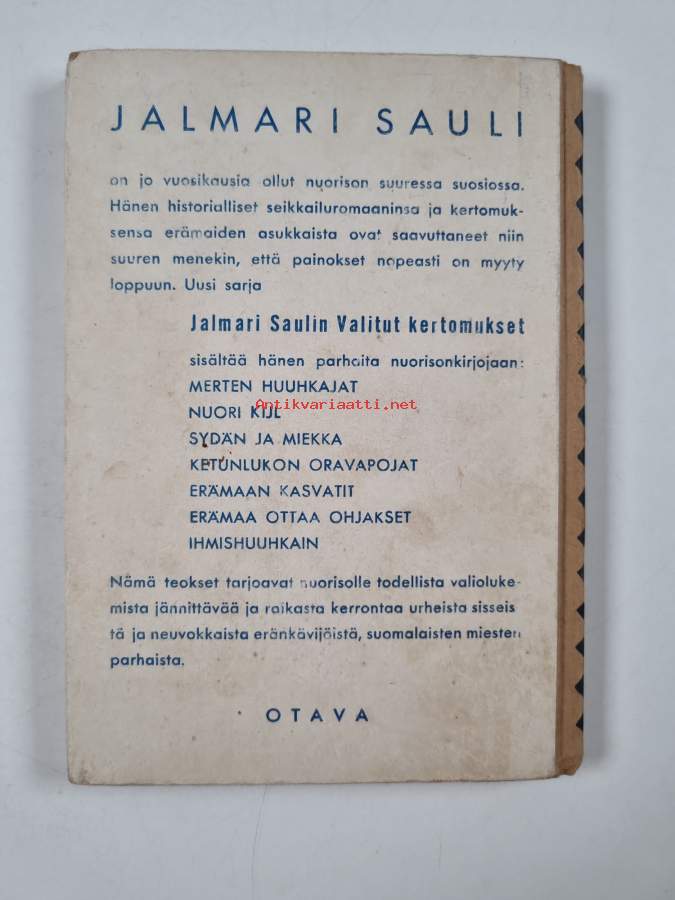 JALMARI SAULI
on jo vuosikausia ollut nuorison suuressa suosiossa.
Hänen historialliset seikkailuromaaninsa ja kertomuk-
sensa erämaiden asukkaista ovat saavuttaneet niin
suuren menekin, että painokset nopeasti on myyty
loppuun. Uusi sarja
Jalmari Saulin Valitut kertomukset
sisältää hänen parhaita nuorisonkirjojaan:
MERTEN HUUHKAJAT
Antikvariaatti.net
NUORI KIJL
SYDÄN JA MIEKKA
KETUNLUKON ORAVAPOJAT
ERÄMAAN KASVATIT
ERÄMAA OTTAA OHJAKSET
IHMISHUUHKAIN
Nämä teokset tarjoavat nuorisolle todellista valioluke-
mista jännittävää ja raikasta kerrontaa urheista sisseis
tä ja neuvokkaista eränkävijöistä, suomalaisten miesten
parhaista.
OTAVA